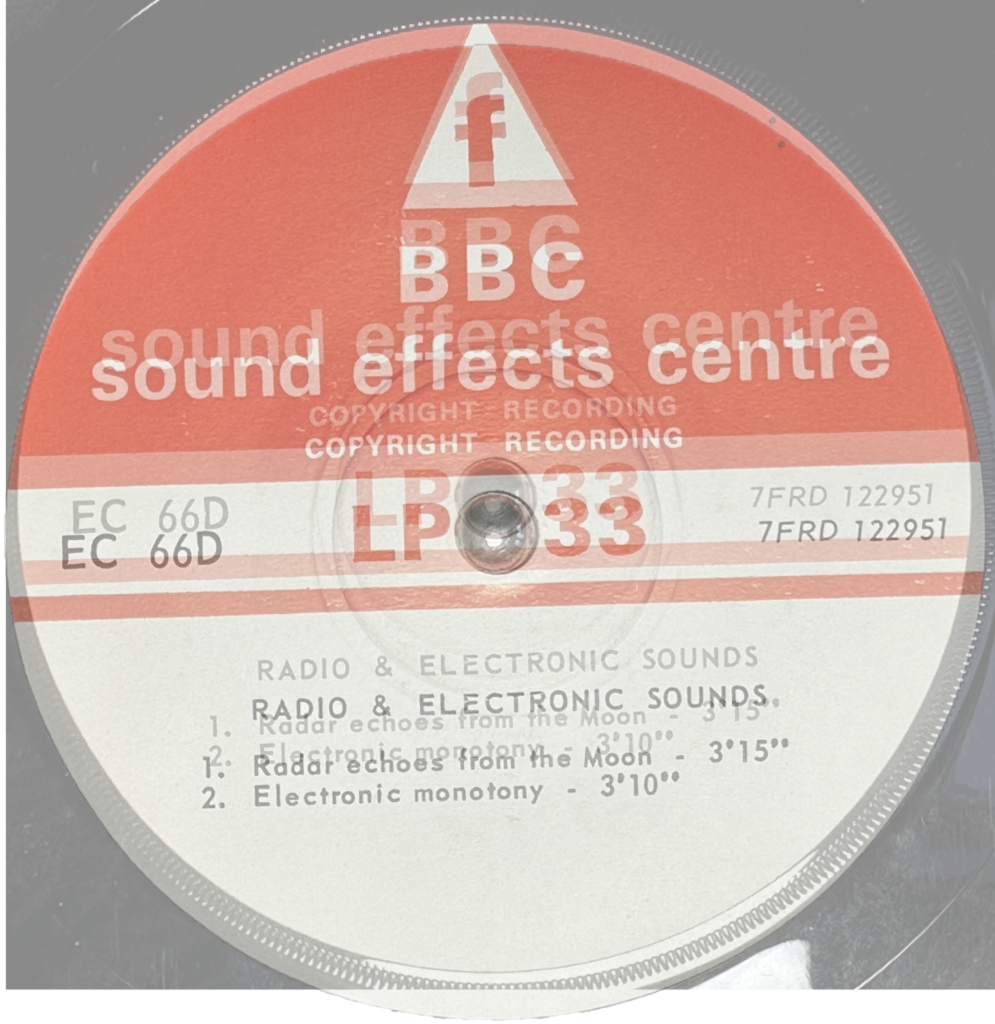 f
BBC
sound effects centre
COPYRIGHT RECORDING
EC 66D LP 33 7FRD 122951
RADIO & ELECTRONIC SOUNDS.
1. Radar echoes from the Moon - 3'15"
2. Electronic monotony - 3'10"